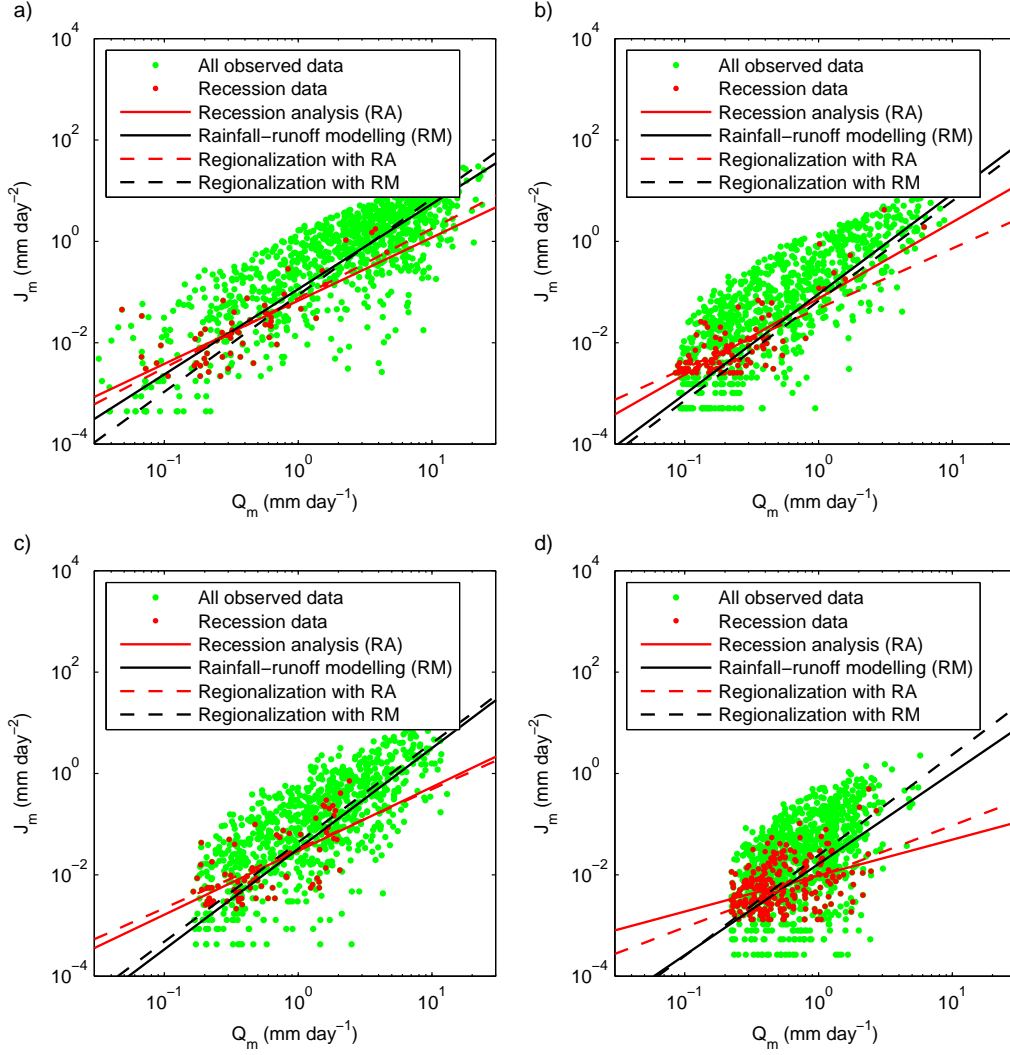 a)
10^4
All observed data
Recession data
Recession analysis (RA)
Rainfall−runoff modelling (RM)
Regionalization with RA
Regionalization with RM
10^2
10^0
10^−2
10^−4
J_m (mm day^−2)
10^−1 10^0 10^1
Q_m (mm day^−1)
b)
10^4
All observed data
Recession data
Recession analysis (RA)
Rainfall−runoff modelling (RM)
Regionalization with RA
Regionalization with RM
10^2
10^0
10^−2
10^−4
J_m (mm day^−2)
10^−1 10^0 10^1
Q_m (mm day^−1)
c)
10^4
All observed data
Recession data
Recession analysis (RA)
Rainfall−runoff modelling (RM)
Regionalization with RA
Regionalization with RM
10^2
10^0
10^−2
10^−4
J_m (mm day^−2)
10^−1 10^0 10^1
Q_m (mm day^−1)
d)
10^4
All observed data
Recession data
Recession analysis (RA)
Rainfall−runoff modelling (RM)
Regionalization with RA
Regionalization with RM
10^2
10^0
10^−2
10^−4
J_m (mm day^−2)
10^−1 10^0 10^1
Q_m (mm day^−1)